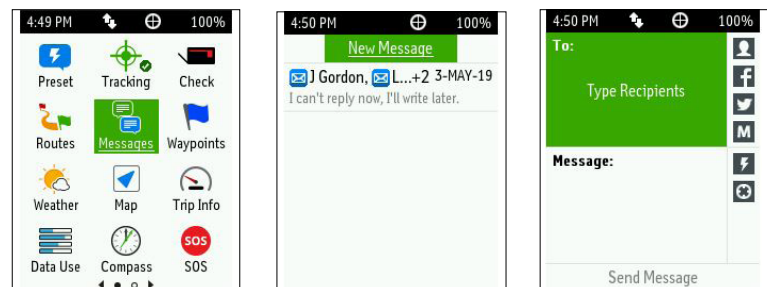 4:49 PM 100%
Preset Tracking Check
Routes Messages Waypoints
Weather Map Trip Info
SOS
Data Use Compass SOS
4:50 PM 100%
New Message
J Gordon, L...+2 3-MAY-19
I can't reply now, I'll write later.
4:50 PM 100%
To:
Type Recipients
M
Message:
Send Message